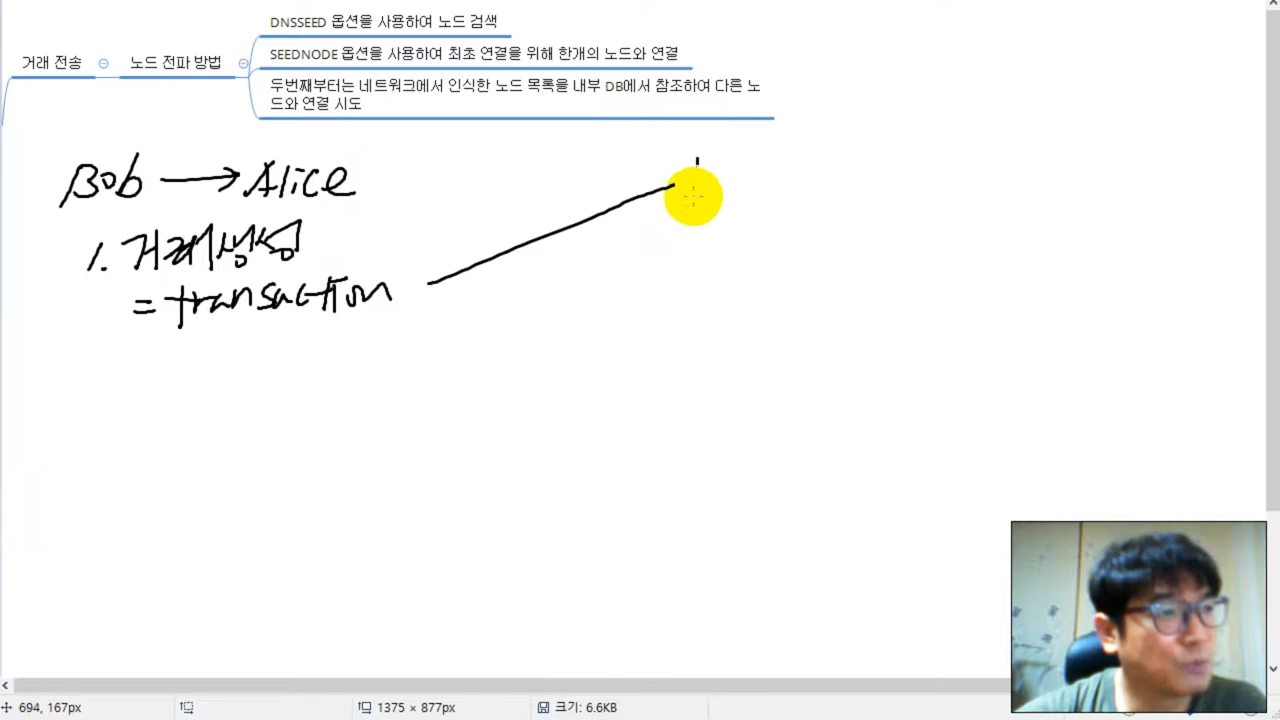 DNSSEED 옵션을 사용하여 노드 검색
거래 전송
노드 전파 방법
SEEDNODE 옵션을 사용하여 최초 연결을 위해 한개의 노드와 연결
두번째부터는 네트워크에서 인식한 노드 목록을 내부 DB에서 참조하여 다른 노
드와 연결 시도
Bob → Alice
1. 거래생성
= transaction
694, 167px
1375 × 877px
크기: 6.6KB